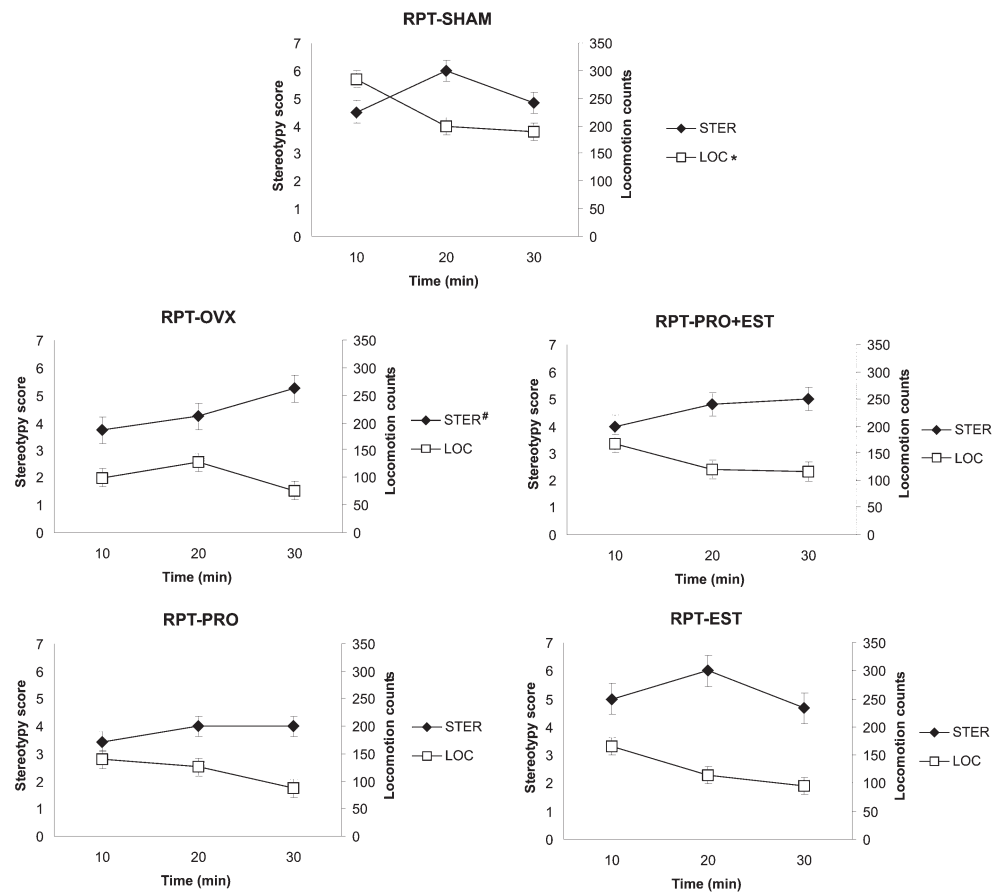 RPT-SHAM
Stereotypy score
7
6
5
4
3
2
1
0
350
300
250
200
150
100
50
0
Locomotion counts
10 20 30
Time (min)
STER
LOC *
RPT-OVX
Stereotypy score
7
6
5
4
3
2
1
0
350
300
250
200
150
100
50
0
Locomotion counts
10 20 30
Time (min)
STER#
LOC
RPT-PRO+EST
Stereotypy score
7
6
5
4
3
2
1
0
350
300
250
200
150
100
50
0
Locomotion counts
10 20 30
Time (min)
STER
LOC
RPT-PRO
Stereotypy score
7
6
5
4
3
2
1
0
350
300
250
200
150
100
50
0
Locomotion counts
10 20 30
Time (min)
STER
LOC
RPT-EST
Stereotypy score
7
6
5
4
3
2
1
0
350
300
250
200
150
100
50
0
Locomotion counts
10 20 30
Time (min)
STER
LOC